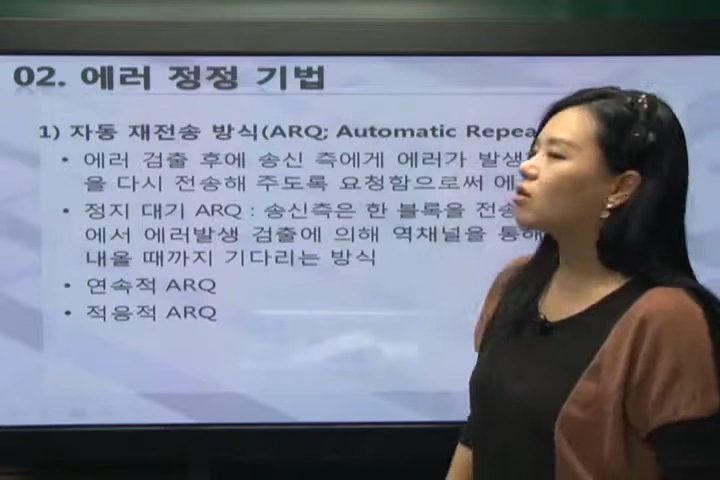 02. 에러 정정 기법
1) 자동 재전송 방식(ARQ; Automatic Repea
• 에러 검출 후에 송신 측에게 에러가 발생
을 다시 전송해 주도록 요청함으로써 에
• 정지 대기 ARQ : 송신측은 한 블록을 전송
에서 에러발생 검출에 의해 역채널을 통해
내올 때까지 기다리는 방식
• 연속적 ARQ
• 적응적 ARQ